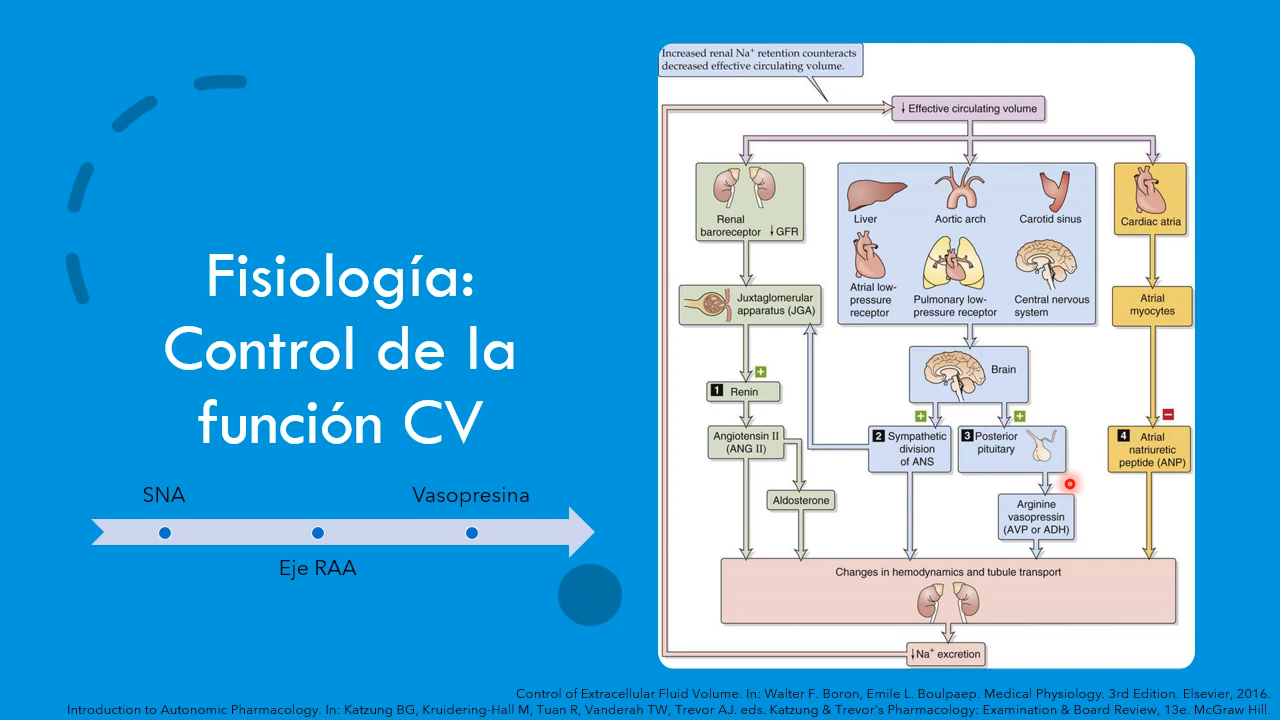 Fisiología:
Control de la
función CV
SNA
Vasopresina
Eje RAA
Increased renal Na⁺ retention counteracts
decreased effective circulating volume.
↓ Effective circulating volume
Renal
baroreceptor ↓ GFR
Liver
Aortic arch
Carotid sinus
Cardiac atria
Atrial low-
pressure
receptor
Pulmonary low-
pressure receptor
Central nervous
system
Juxtaglomerular
apparatus (JGA)
Atrial
myocytes
Brain
+
+
+
−
1 Renin
Angiotensin II
(ANG II)
2 Sympathetic
division
of ANS
3 Posterior
pituitary
4 Atrial
natriuretic
peptide (ANP)
Aldosterone
Arginine
vasopressin
(AVP or ADH)
Changes in hemodynamics and tubule transport
↓ Na⁺ excretion
Control of Extracellular Fluid Volume. In: Walter F. Boron, Emile L. Boulpaep. Medical Physiology. 3rd Edition. Elsevier, 2016.
Introduction to Autonomic Pharmacology. In: Katzung BG, Kruidering-Hall M, Tuan R, Vanderah TW, Trevor AJ. eds. Katzung & Trevor's Pharmacology: Examination & Board Review, 13e. McGraw Hill.